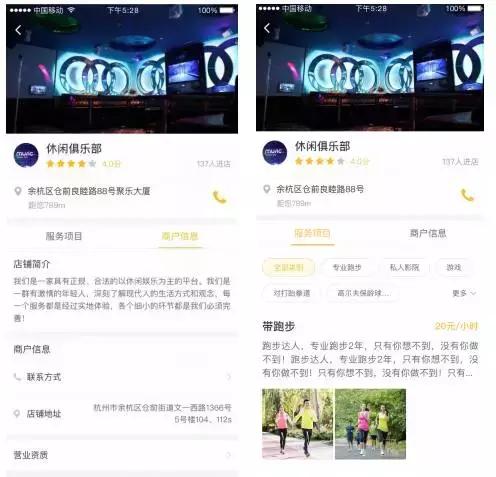 中国移动 下午5:28 100%
休闲俱乐部
4.0分 137人进店
余杭区仓前良睦路88号聚乐大厦
距您789m
服务项目 商户信息
店铺简介
我们是一家具有正规、合法的以休闲娱乐为主的平台。我们是
一群有激情的年轻人，深刻了解现代人的生活方式和观念，每
一个服务都是经过实地体验，各个细小的环节都是我们必须完
善！
商户信息
联系方式
店铺地址 杭州市余杭区仓前街道文一西路1366号
5号楼104、112s
营业资质
中国移动 下午5:28 100%
休闲俱乐部
4.0分 137人进店
余杭区仓前良睦路88号
距您789m
服务项目 商户信息
全部类别 专业跑步 私人影院 游戏
对打跆拳道 高尔夫保龄球... 更多
带跑步 20元/小时
跑步达人，专业跑步2年，只有你想不到，没有你做
不到！跑步达人，专业跑步2年，只有你想不到，没
有你做不到！只有你想不到，没有你做不到！只有...